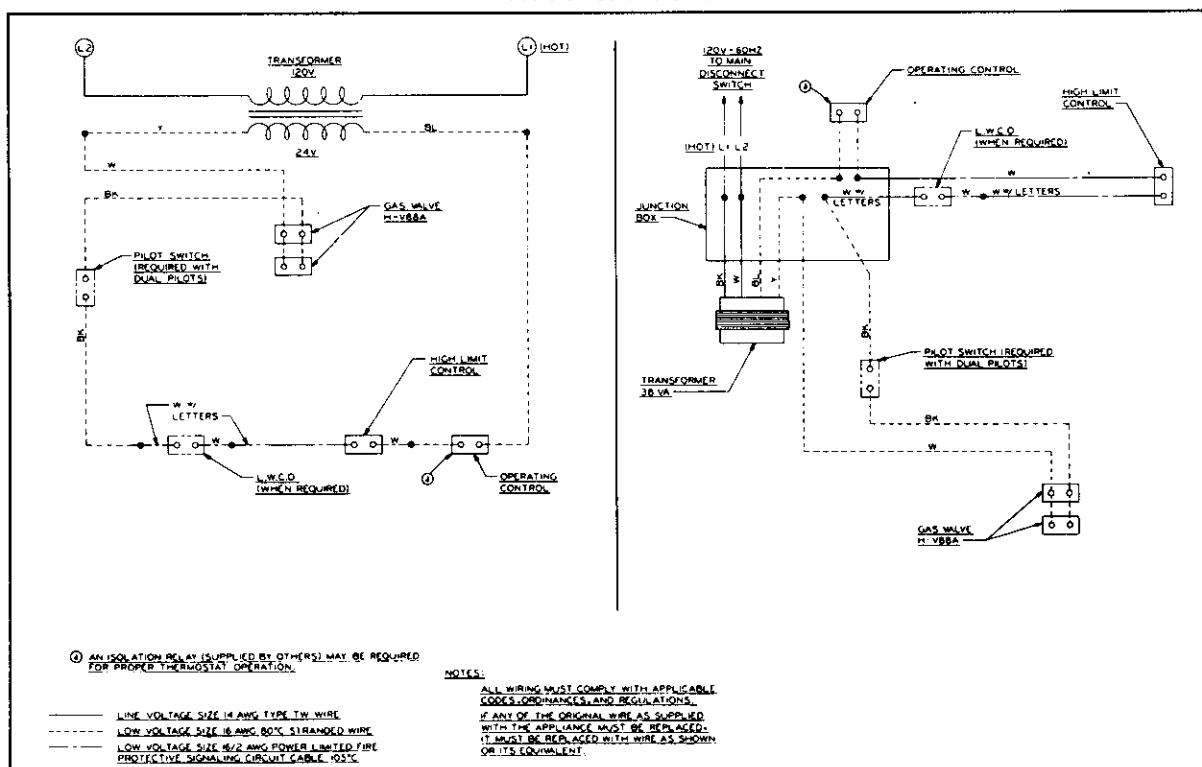 L2
L1 (HOT)
TRANSFORMER
120V
Y
BL
24V
W
BK
GAS VALVE
H-V88A
PILOT SWITCH
(REQUIRED WITH
DUAL PILOTS)
BK
HIGH LIMIT
CONTROL
W W/
LETTERS
W
W
L.W.C.O
(WHEN REQUIRED)
OPERATING
CONTROL
120V-60HZ
TO MAIN
DISCONNECT
SWITCH
OPERATING CONTROL
HIGH LIMIT
CONTROL
L.W.C.O
(WHEN REQUIRED)
(HOT) L1 L2
W
W W/
LETTERS
W
W W/ LETTERS
JUNCTION
BOX
BK
W
BL
Y
BK
PILOT SWITCH (REQUIRED
WITH DUAL PILOTS)
TRANSFORMER
38 VA
BK
W
GAS VALVE
H-V88A
AN ISOLATION RELAY (SUPPLIED BY OTHERS) MAY BE REQUIRED
FOR PROPER THERMOSTAT OPERATION.
NOTES:
ALL WIRING MUST COMPLY WITH APPLICABLE
CODES, ORDINANCES, AND REGULATIONS.
LINE VOLTAGE SIZE 14 AWG TYPE TW WIRE
IF ANY OF THE ORIGINAL WIRE AS SUPPLIED
LOW VOLTAGE SIZE 16 AWG 80°C STRANDED WIRE
WITH THE APPLIANCE MUST BE REPLACED,
IT MUST BE REPLACED WITH WIRE AS SHOWN
LOW VOLTAGE SIZE 16/2 AWG POWER LIMITED FIRE
OR ITS EQUIVALENT.
PROTECTIVE SIGNALING CIRCUIT CABLE 105°C